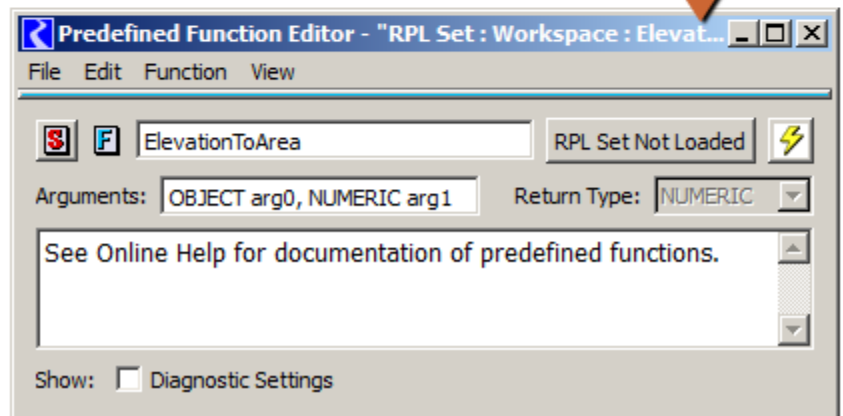 Predefined Function Editor - "RPL Set : Workspace : Elevat...
File Edit Function View
S F ElevationToArea RPL Set Not Loaded
Arguments: OBJECT arg0, NUMERIC arg1 Return Type: NUMERIC
See Online Help for documentation of predefined functions.
Show: Diagnostic Settings